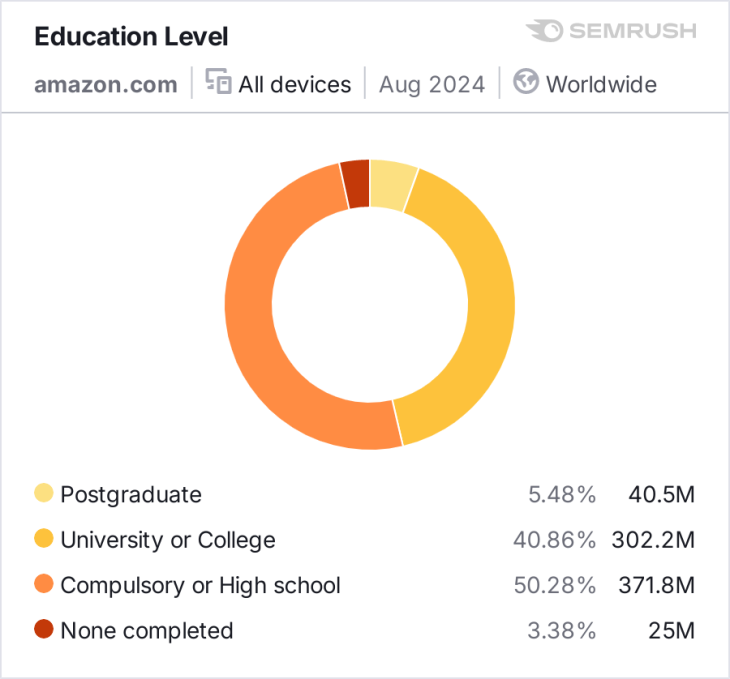 Education Level
SEMRUSH
amazon.com All devices Aug 2024 Worldwide
Postgraduate 5.48% 40.5M
University or College 40.86% 302.2M
Compulsory or High school 50.28% 371.8M
None completed 3.38% 25M